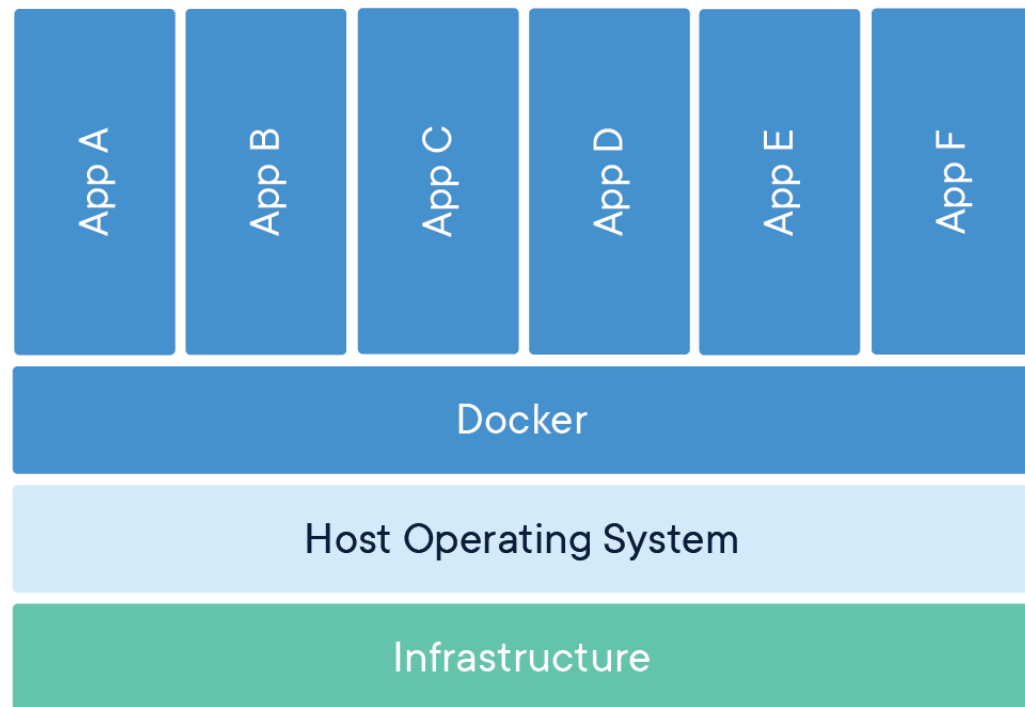 App A
App B
App C
App D
App E
App F
Docker
Host Operating System
Infrastructure